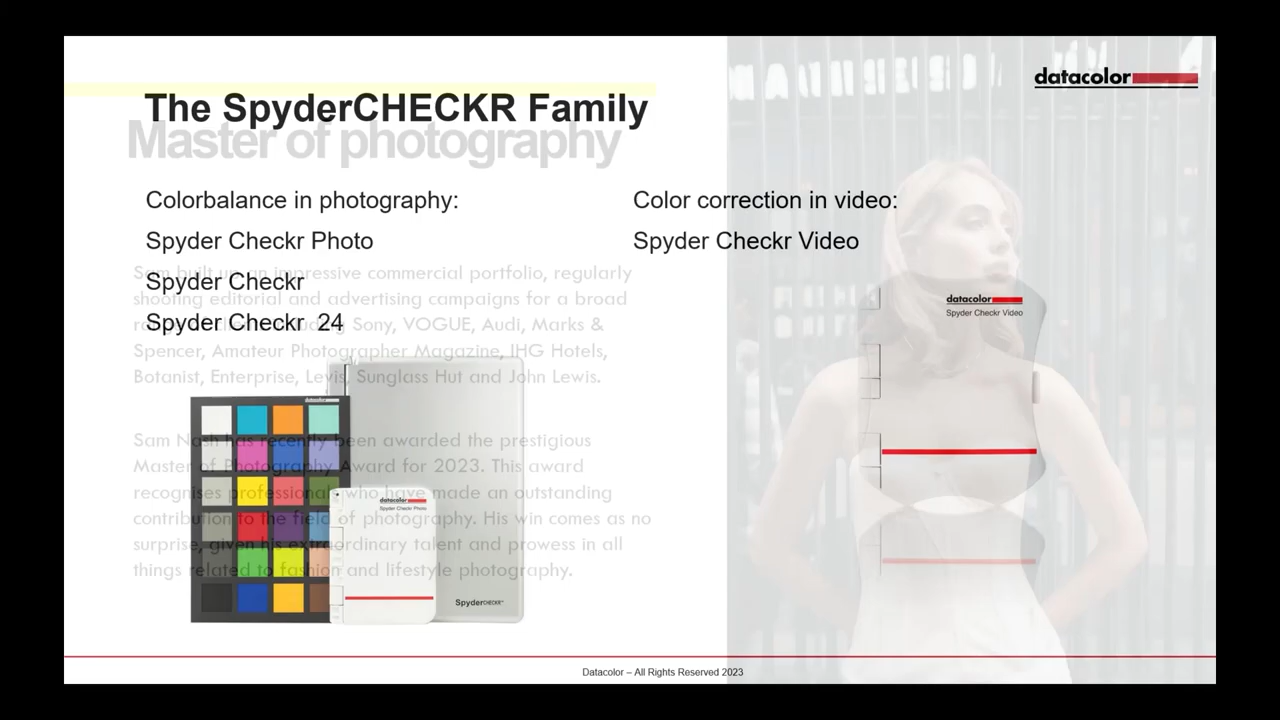 datacolor
The SpyderCHECKR Family
Master of photography
Colorbalance in photography:
Spyder Checkr Photo
Spyder Checkr
Spyder Checkr 24
Color correction in video:
Spyder Checkr Video
Sam built up an impressive commercial portfolio, regularly
shooting editorial and advertising campaigns for a broad
Sony, VOGUE, Audi, Marks &
Spencer, Amateur Photographer Magazine, IHG Hotels,
Botanist, Enterprise, Levis, Sunglass Hut and John Lewis.
Sam Nash has recently been awarded the prestigious
Master of Photography Award for 2023. This award
recognises professionals who have made an outstanding
contribution to the field of photography. His win comes as no
surprise, given his extraordinary talent and prowess in all
things related to fashion and lifestyle photography.
datacolor
Spyder Checkr Video
datacolor
datacolor
Spyder Checkr Photo
SpyderCHECKR
Datacolor – All Rights Reserved 2023